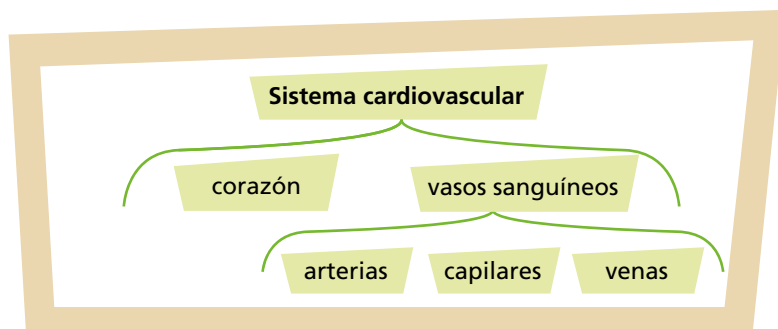 Sistema cardiovascular
corazón vasos sanguíneos
arterias capilares venas